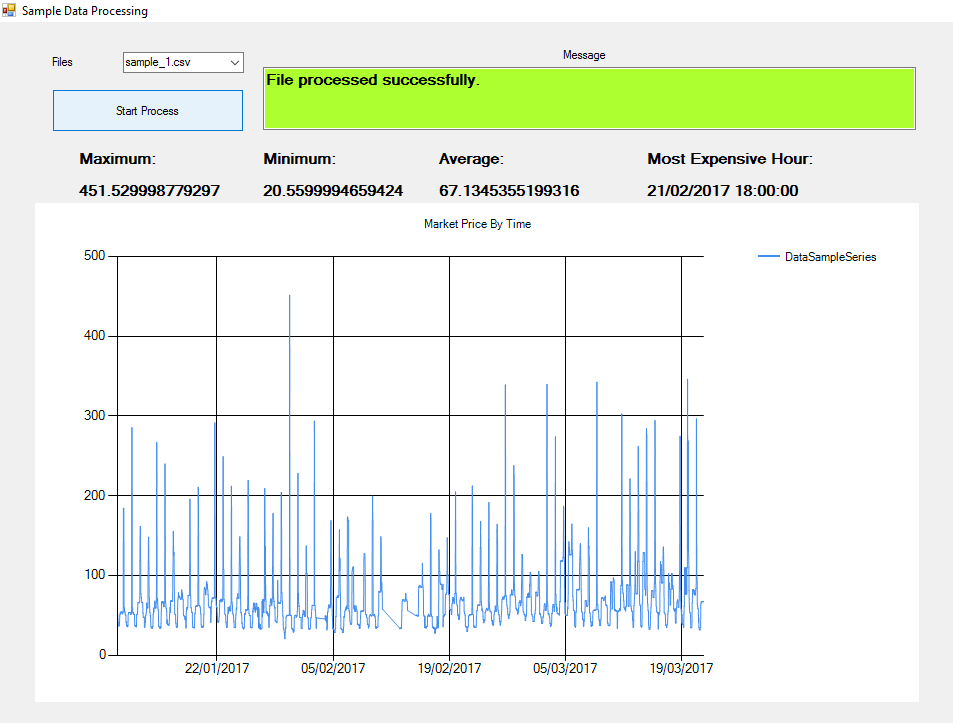 Sample Data Processing
Files
sample_1.csv
Message
File processed successfully.
Start Process
Maximum:
Minimum:
Average:
Most Expensive Hour:
451.529998779297
20.5599994659424
67.1345355199316
21/02/2017 18:00:00
Market Price By Time
DataSampleSeries
500
400
300
200
100
0
22/01/2017
05/02/2017
19/02/2017
05/03/2017
19/03/2017